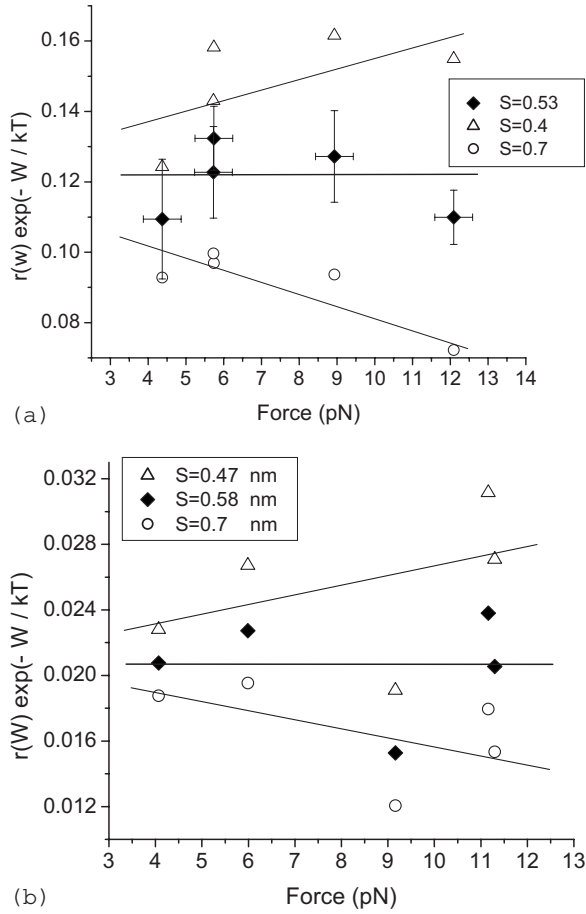 0.16
0.14
0.12
0.10
0.08
r(w) exp(- W / kT)
S=0.53
S=0.4
S=0.7
3 4 5 6 7 8 9 10 11 12 13 14
(a)
Force (pN)
S=0.47 nm
S=0.58 nm
S=0.7 nm
0.032
0.028
0.024
0.020
0.016
0.012
r(W) exp(- W / kT)
3 4 5 6 7 8 9 10 11 12 13
(b)
Force (pN)